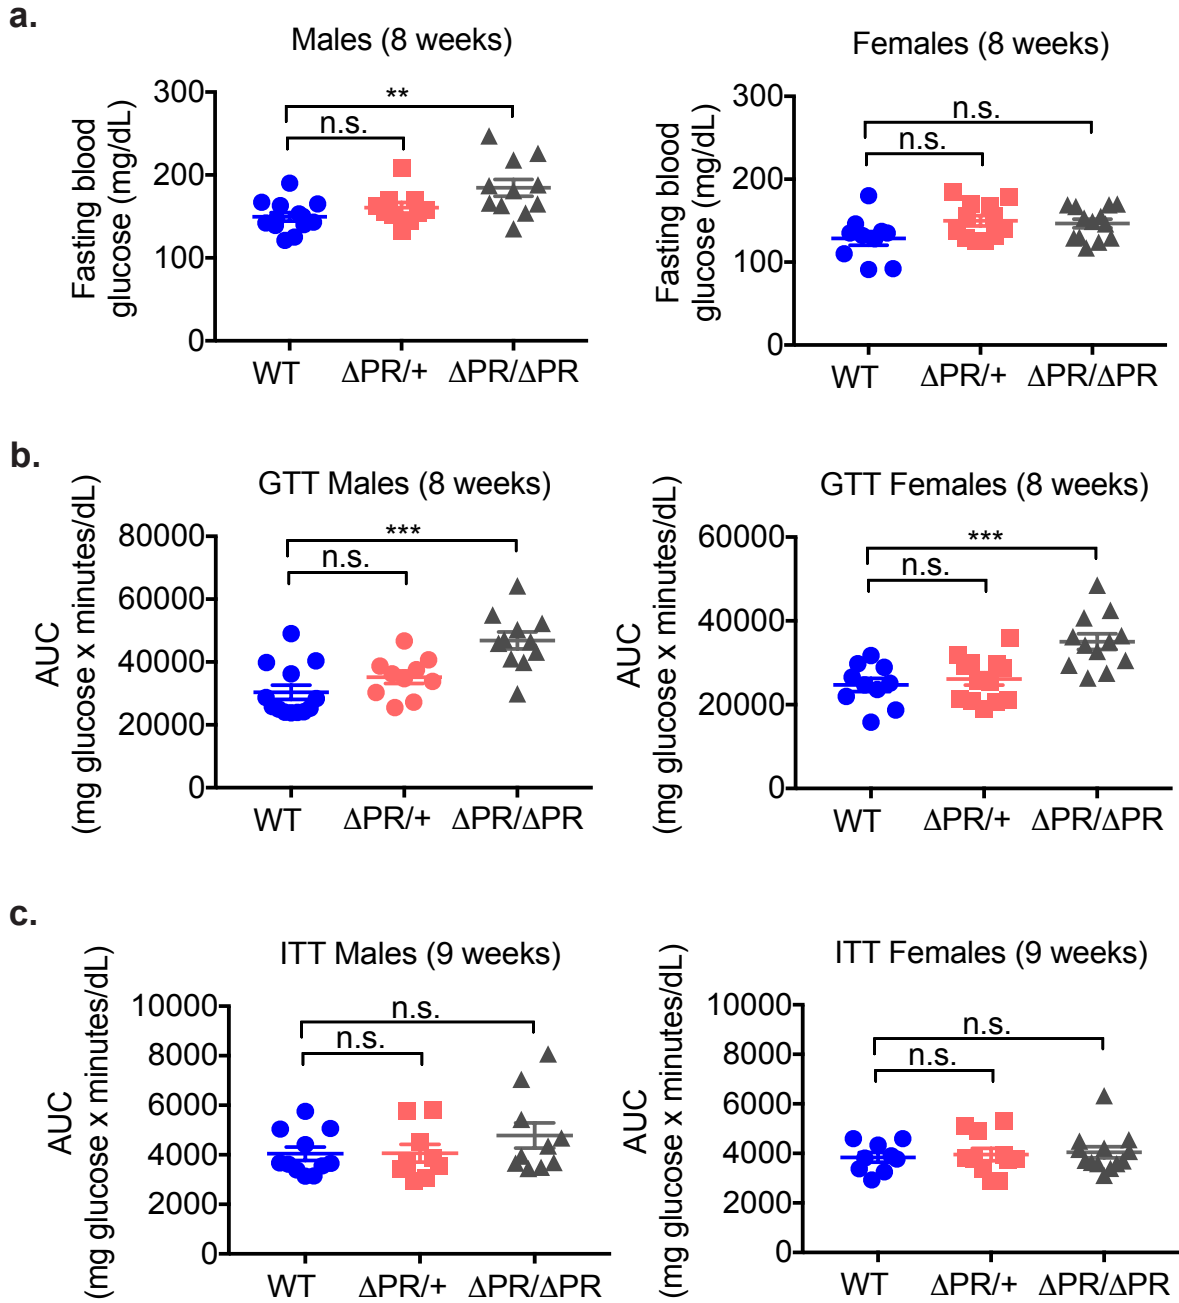 a.
Males (8 weeks)
Fasting blood
glucose (mg/dL)
300
200
100
0
**
n.s.
WT
ΔPR/+
ΔPR/ΔPR
Females (8 weeks)
Fasting blood
glucose (mg/dL)
300
200
100
0
n.s.
n.s.
WT
ΔPR/+
ΔPR/ΔPR
b.
GTT Males (8 weeks)
AUC
(mg glucose x minutes/dL)
80000
60000
40000
20000
0
***
n.s.
WT
ΔPR/+
ΔPR/ΔPR
GTT Females (8 weeks)
AUC
(mg glucose x minutes/dL)
60000
40000
20000
0
***
n.s.
WT
ΔPR/+
ΔPR/ΔPR
c.
ITT Males (9 weeks)
AUC
(mg glucose x minutes/dL)
10000
8000
6000
4000
2000
0
n.s.
n.s.
WT
ΔPR/+
ΔPR/ΔPR
ITT Females (9 weeks)
AUC
(mg glucose x minutes/dL)
10000
8000
6000
4000
2000
0
n.s.
n.s.
WT
ΔPR/+
ΔPR/ΔPR